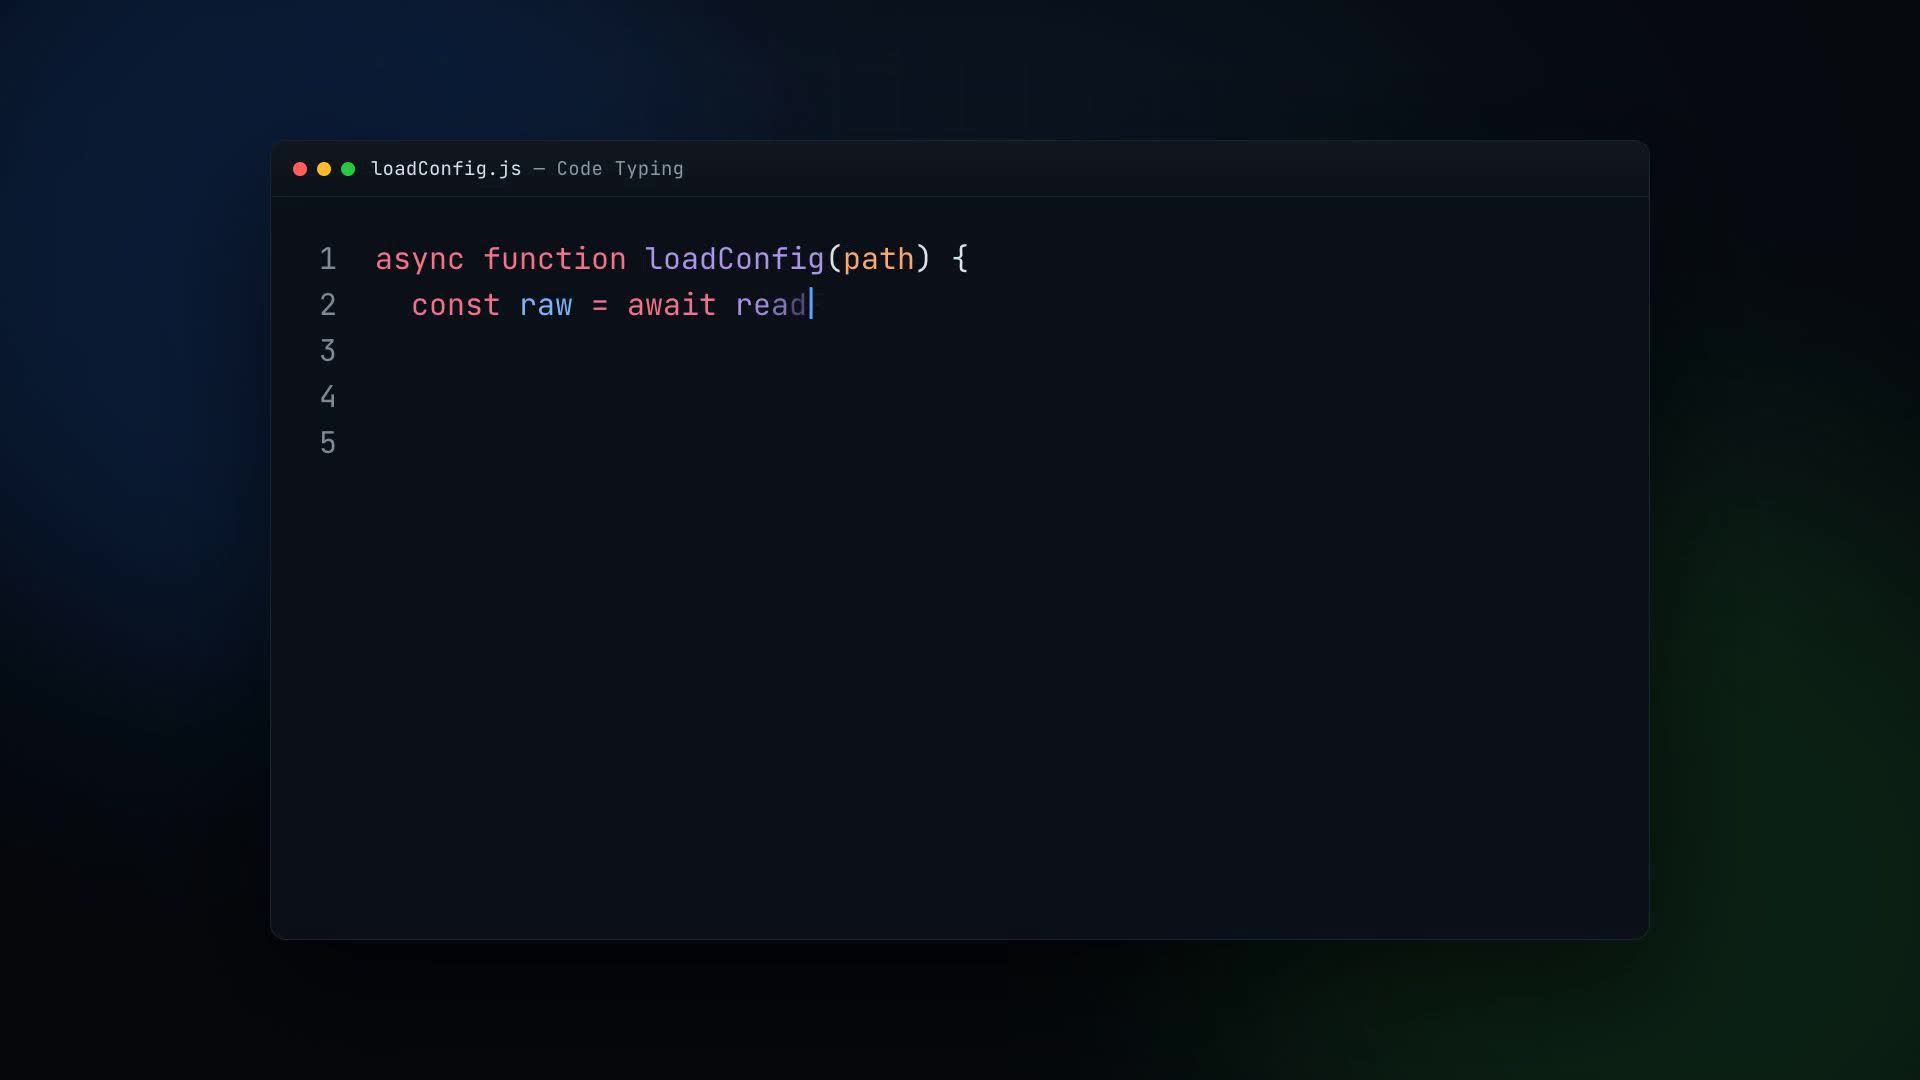 loadConfig.js — Code Typing
1 async function loadConfig(path) {
2   const raw = await read
3
4
5